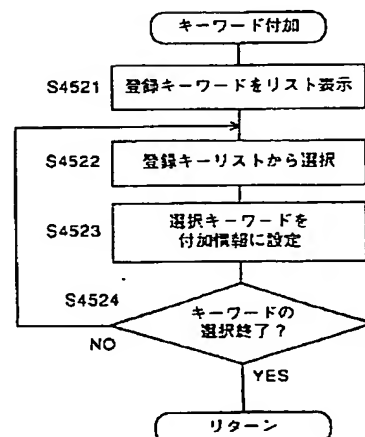 キーワード付加
S4521
登録キーワードをリスト表示
S4522
登録キーリストから選択
S4523
選択キーワードを
付加情報に設定
S4524
キーワードの
選択終了？
NO
YES
リターン